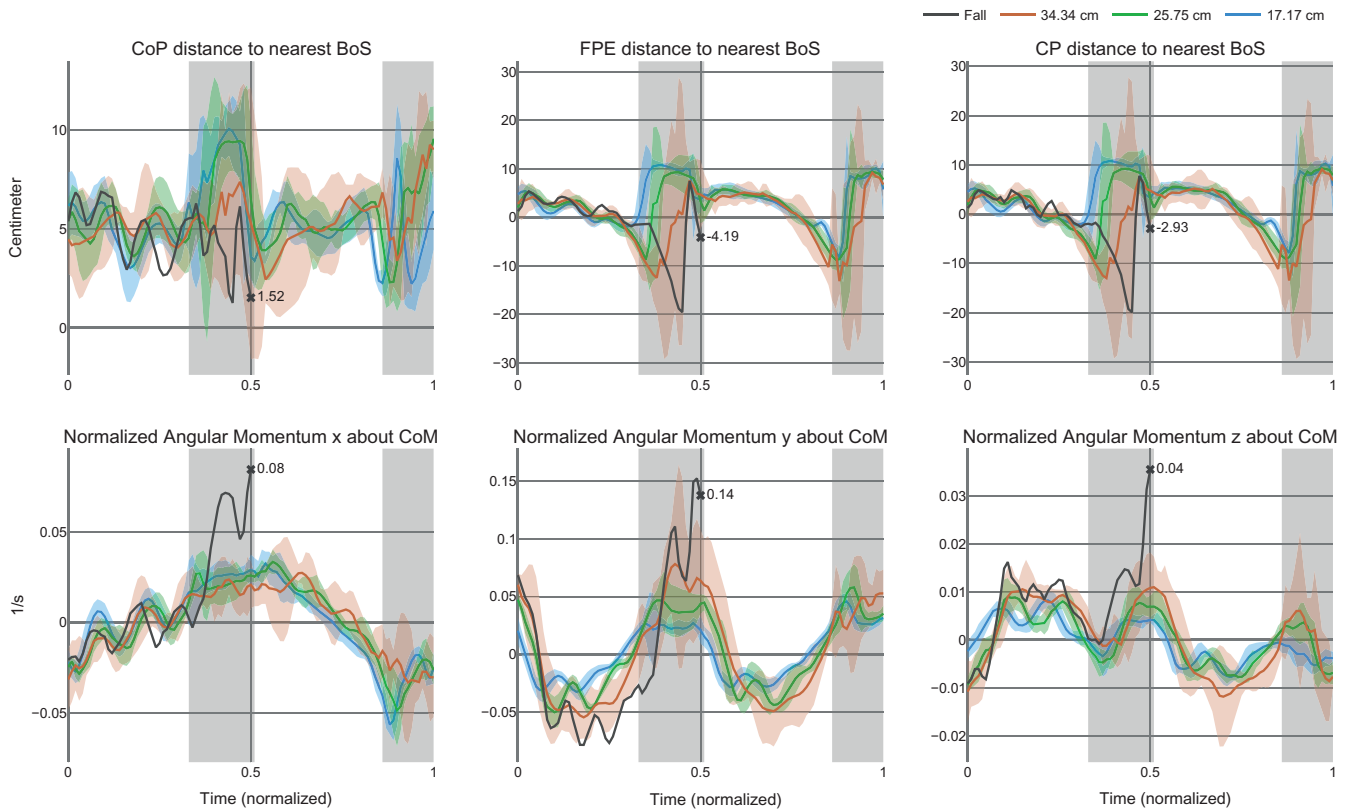 Fall 34.34 cm 25.75 cm 17.17 cm
CoP distance to nearest BoS
10
5
0
Centimeter
1.52
0 0.5 1
FPE distance to nearest BoS
30
20
10
0
−10
−20
−30
-4.19
0 0.5 1
CP distance to nearest BoS
30
20
10
0
−10
−20
−30
-2.93
0 0.5 1
Normalized Angular Momentum x about CoM
0.05
0
−0.05
1/s
0.08
0 0.5 1
Time (normalized)
Normalized Angular Momentum y about CoM
0.15
0.1
0.05
0
−0.05
0.14
0 0.5 1
Time (normalized)
Normalized Angular Momentum z about CoM
0.03
0.02
0.01
0
−0.01
−0.02
0.04
0 0.5 1
Time (normalized)